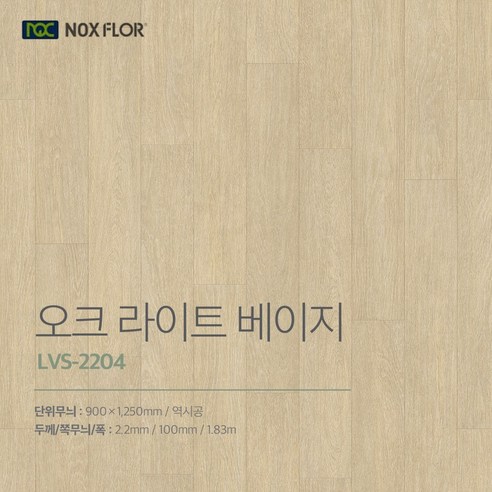 NOX NOX FLOR®
오크 라이트 베이지
LVS-2204
단위무늬 : 900×1,250mm / 역시공
두께/쪽무늬/폭 : 2.2mm / 100mm / 1.83m